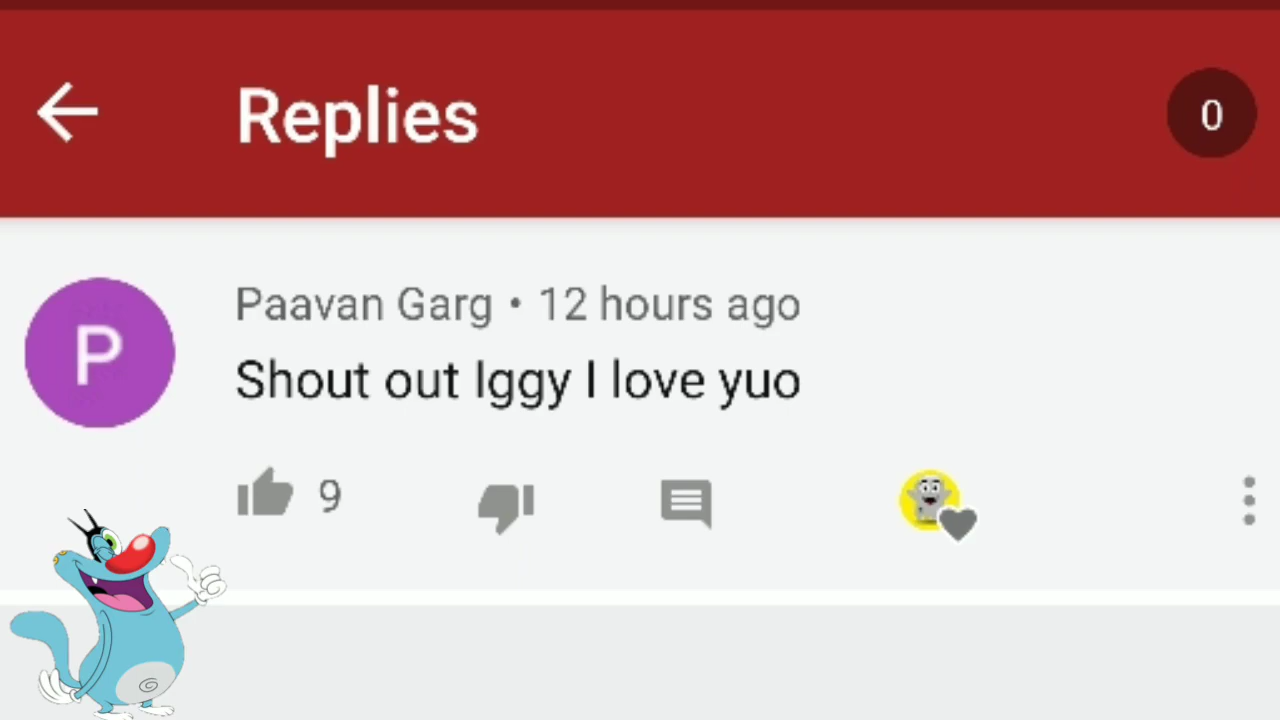 Replies
0
P
Paavan Garg • 12 hours ago
Shout out Iggy I love yuo
9